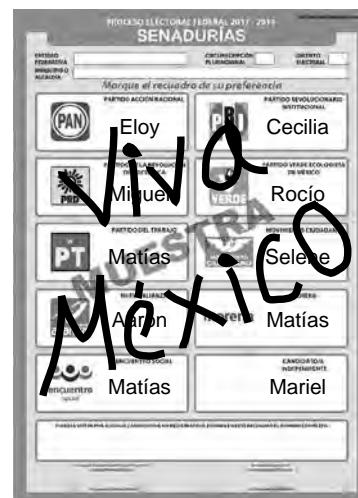 PROCESO ELECTORAL FEDERAL 2017 - 2018
SENADURÍAS
ENTIDAD FEDERATIVA
CIRCUNSCRIPCIÓN PLURINOMINAL
DISTRITO ELECTORAL
MUNICIPIO O ALCALDÍA
Marque el recuadro de su preferencia
PARTIDO ACCIÓN NACIONAL
PAN
Eloy
PARTIDO REVOLUCIONARIO INSTITUCIONAL
PRI
Cecilia
PRD
Miguel
PARTIDO VERDE ECOLOGISTA DE MÉXICO
VERDE
Rocío
PARTIDO DEL TRABAJO
PT
Matías
MOVIMIENTO CIUDADANO
Selene
Aarón
morena
Matías
ENCUENTRO SOCIAL
encuentro
social
Matías
CANDIDATO/A INDEPENDIENTE
Mariel
MUESTRA
Viva
México